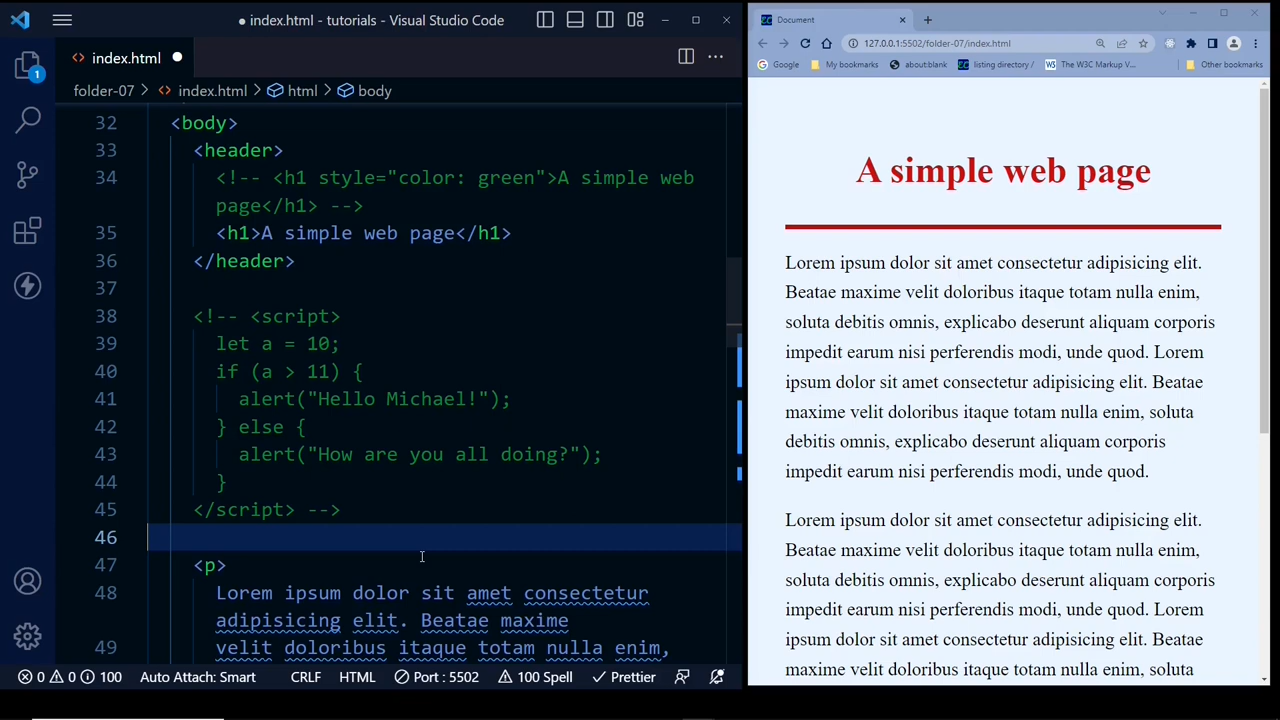 index.html - tutorials - Visual Studio Code
index.html
1
folder-07 > index.html > html > body
32 <body>
33 <header>
34 <!-- <h1 style="color: green">A simple web
page</h1> -->
35 <h1>A simple web page</h1>
36 </header>
37
38 <!-- <script>
39 let a = 10;
40 if (a > 11) {
41 alert("Hello Michael!");
42 } else {
43 alert("How are you all doing?");
44 }
45 </script> -->
46
47 <p>
48 Lorem ipsum dolor sit amet consectetur
adipisicing elit. Beatae maxime
49 velit doloribus itaque totam nulla enim,
0 0 100 Auto Attach: Smart CRLF HTML Port : 5502 100 Spell Prettier
Document
127.0.0.1:5502/folder-07/index.html
Google My bookmarks about:blank listing directory / The W3C Markup V... Other bookmarks
A simple web page
Lorem ipsum dolor sit amet consectetur adipisicing elit.
Beatae maxime velit doloribus itaque totam nulla enim,
soluta debitis omnis, explicabo deserunt aliquam corporis
impedit earum nisi perferendis modi, unde quod. Lorem
ipsum dolor sit amet consectetur adipisicing elit. Beatae
maxime velit doloribus itaque totam nulla enim, soluta
debitis omnis, explicabo deserunt aliquam corporis
impedit earum nisi perferendis modi, unde quod.
Lorem ipsum dolor sit amet consectetur adipisicing elit.
Beatae maxime velit doloribus itaque totam nulla enim,
soluta debitis omnis, explicabo deserunt aliquam corporis
impedit earum nisi perferendis modi, unde quod. Lorem
ipsum dolor sit amet consectetur adipisicing elit. Beatae
maxime velit doloribus itaque totam nulla enim, soluta